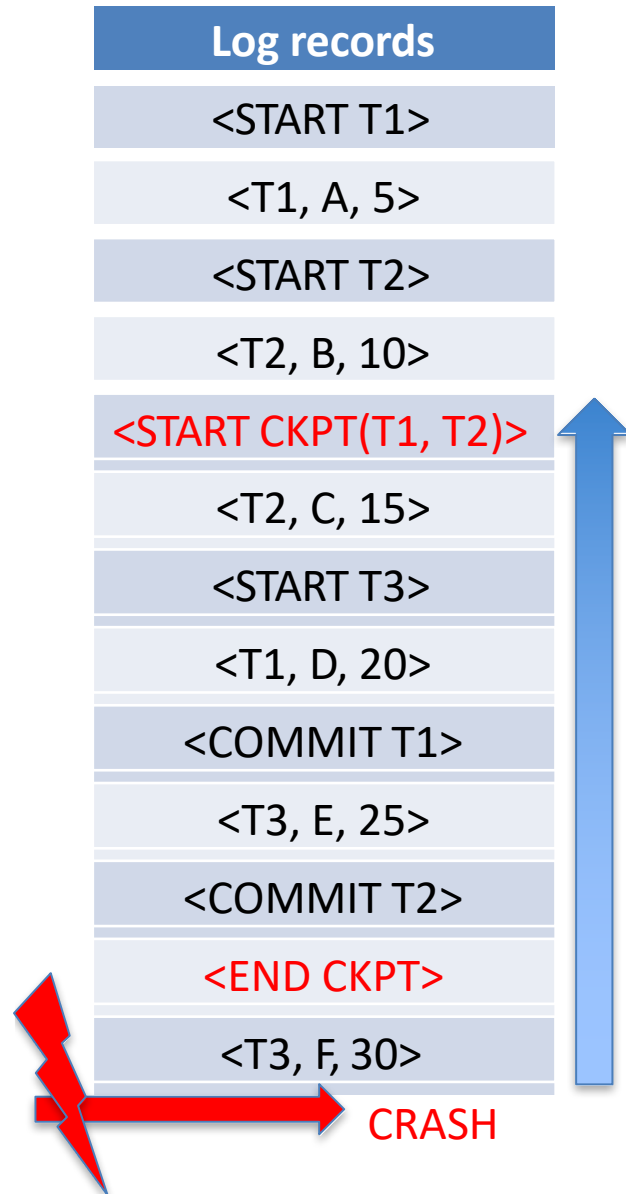 Log records
<START T1>
<T1, A, 5>
<START T2>
<T2, B, 10>
<START CKPT(T1, T2)>
<T2, C, 15>
<START T3>
<T1, D, 20>
<COMMIT T1>
<T3, E, 25>
<COMMIT T2>
<END CKPT>
<T3, F, 30>
CRASH